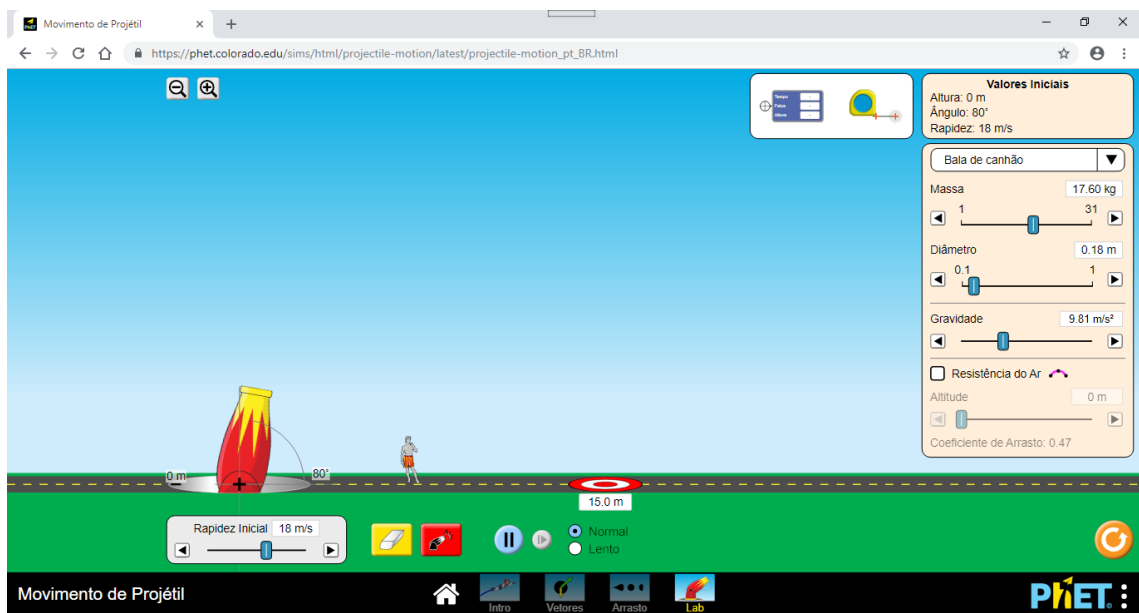 Movimento de Projétil
https://phet.colorado.edu/sims/html/projectile-motion/latest/projectile-motion_pt_BR.html
Tempo
Altura
Valores Iniciais
Altura: 0 m
Ângulo: 80°
Rapidez: 18 m/s
Bala de canhão
Massa
17.60 kg
1
31
Diâmetro
0.18 m
0.1
1
Gravidade
9.81 m/s²
Resistência do Ar
Altitude
0 m
Coeficiente de Arrasto: 0.47
0 m
80°
15.0 m
Rapidez Inicial 18 m/s
Normal
Lento
Movimento de Projétil
Intro
Vetores
Arrasto
Lab
PhET